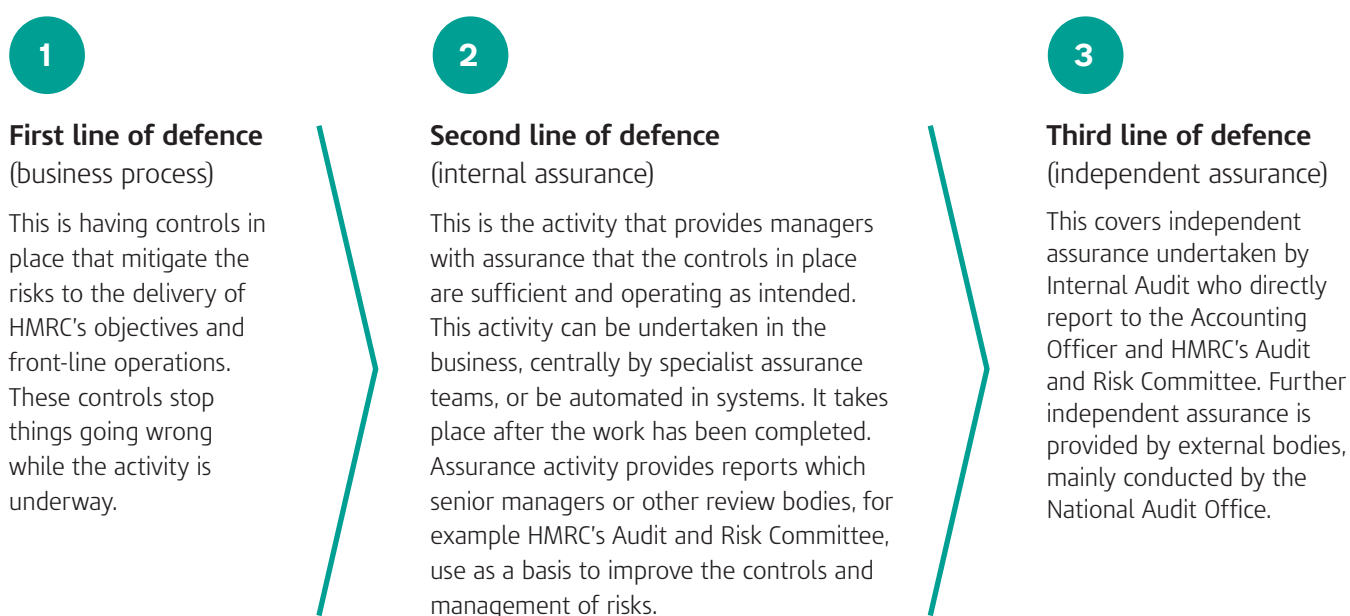 1
First line of defence
(business process)
This is having controls in
place that mitigate the
risks to the delivery of
HMRC's objectives and
front-line operations.
These controls stop
things going wrong
while the activity is
underway.
2
Second line of defence
(internal assurance)
This is the activity that provides managers
with assurance that the controls in place
are sufficient and operating as intended.
This activity can be undertaken in the
business, centrally by specialist assurance
teams, or be automated in systems. It takes
place after the work has been completed.
Assurance activity provides reports which
senior managers or other review bodies, for
example HMRC's Audit and Risk Committee,
use as a basis to improve the controls and
management of risks.
3
Third line of defence
(independent assurance)
This covers independent
assurance undertaken by
Internal Audit who directly
report to the Accounting
Officer and HMRC's Audit
and Risk Committee. Further
independent assurance is
provided by external bodies,
mainly conducted by the
National Audit Office.